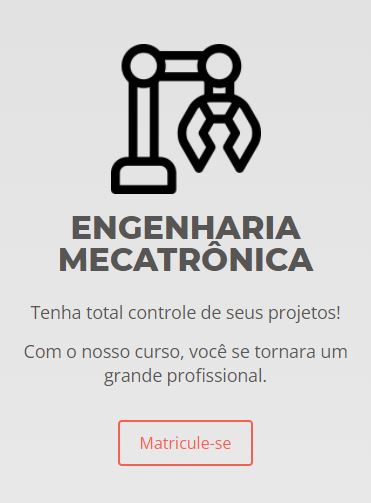 ENGENHARIA
MECATRÔNICA
Tenha total controle de seus projetos!
Com o nosso curso, você se tornara um
grande profissional.
Matricule-se